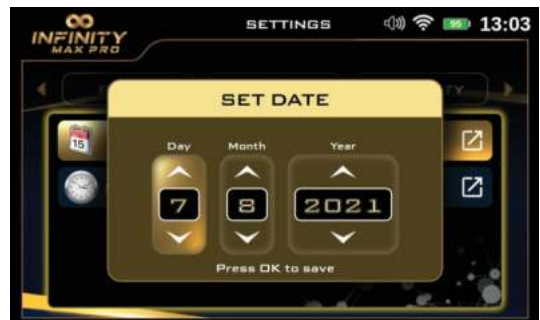 INFINITY
MAX PRO
SETTINGS
95
13:03
SET DATE
15
Day Month Year
7 8 2021
Press OK to save